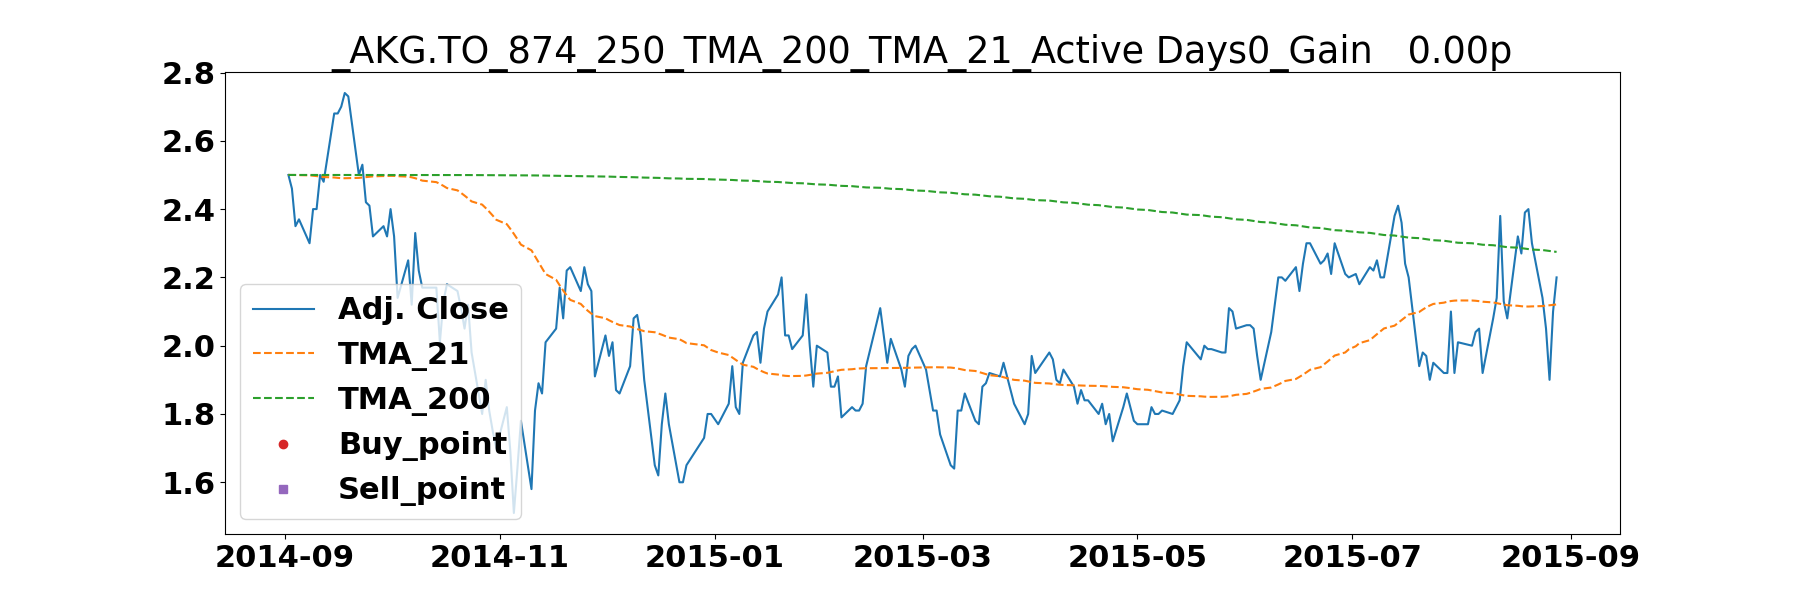 _AKG.TO_874_250_TMA_200_TMA_21_Active Days0_Gain   0.00p
2.8
2.6
2.4
2.2
2.0
1.8
1.6
Adj. Close
TMA_21
TMA_200
Buy_point
Sell_point
2014-09 2014-11 2015-01 2015-03 2015-05 2015-07 2015-09